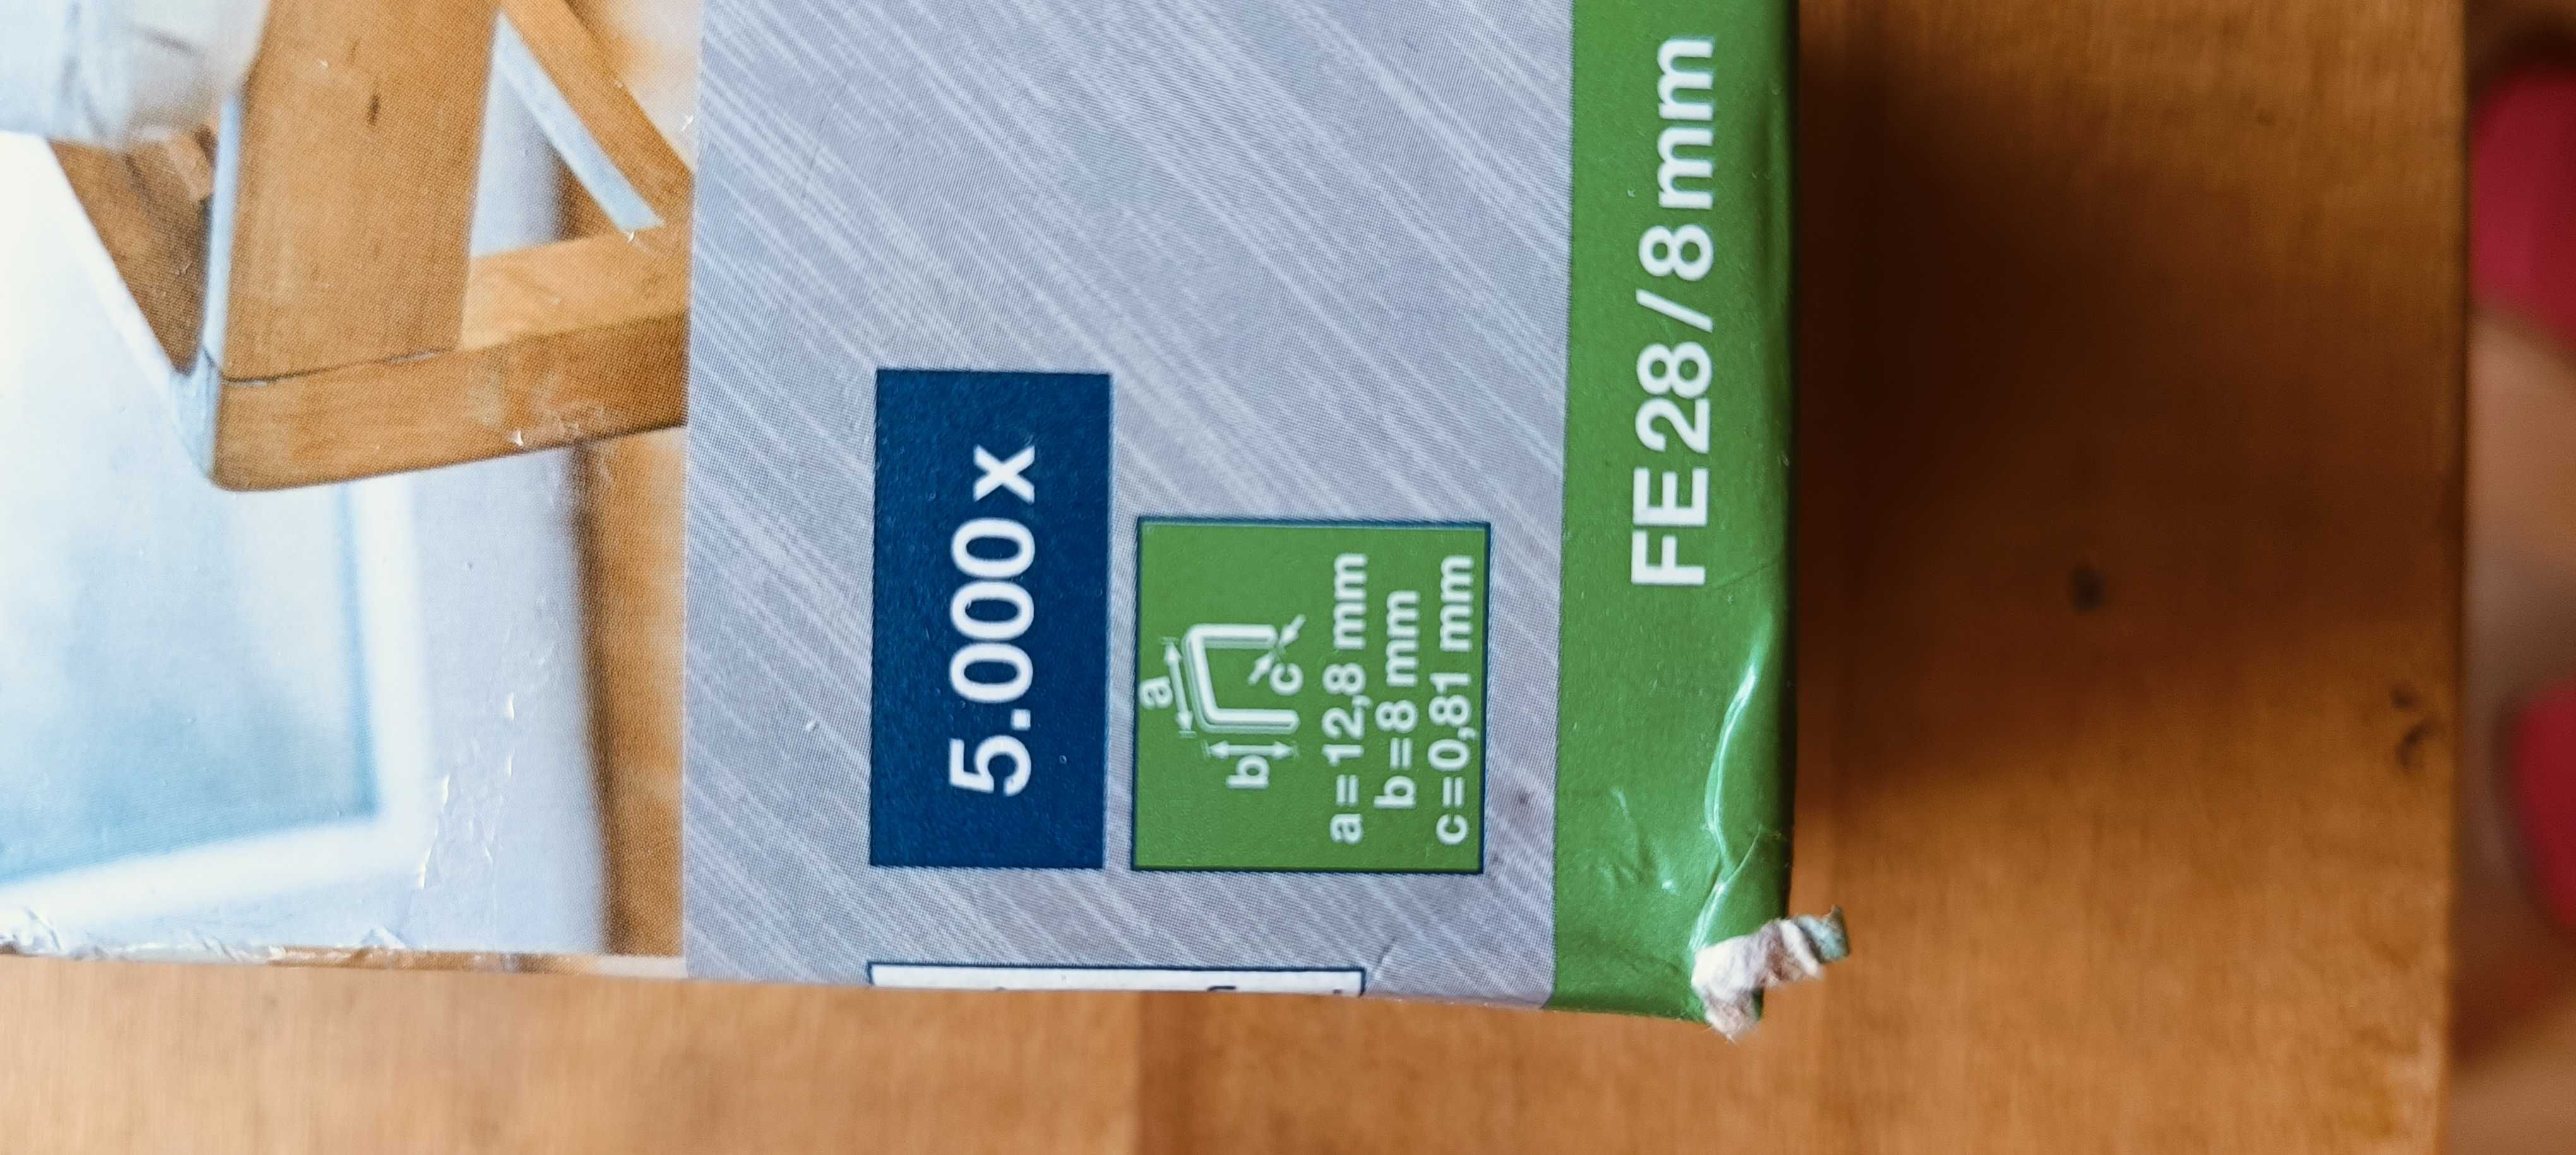 5.000 x
a
b
c
a=12,8 mm
b=8 mm
c=0,81 mm
FE 28/8 mm